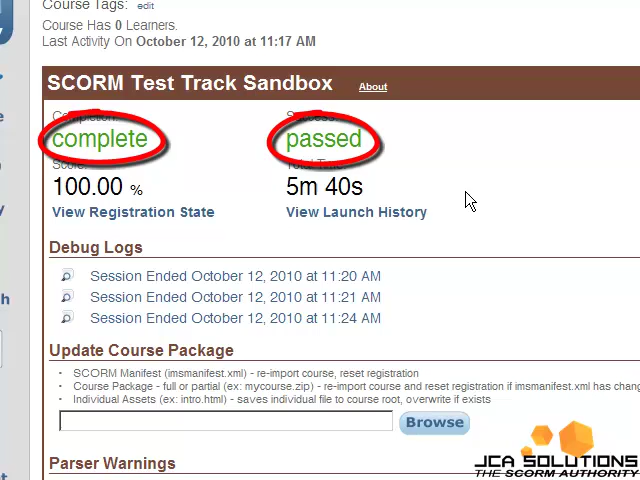 Course Tags: edit
Course Has 0 Learners.
Last Activity On October 12, 2010 at 11:17 AM
SCORM Test Track Sandbox About
Completion: Success:
complete passed
Score: Total Time:
100.00 % 5m 40s
View Registration State View Launch History
Debug Logs
Session Ended October 12, 2010 at 11:20 AM
Session Ended October 12, 2010 at 11:21 AM
Session Ended October 12, 2010 at 11:24 AM
Update Course Package
• SCORM Manifest (imsmanifest.xml) - re-import course, reset registration
• Course Package - full or partial (ex: mycourse.zip) - re-import course and reset registration if imsmanifest.xml has
• Individual Assets (ex: intro.html) - saves individual file to course root, overwrite if exists
Browse
Parser Warnings
JCA SOLUTIONS
THE SCORM AUTHORITY